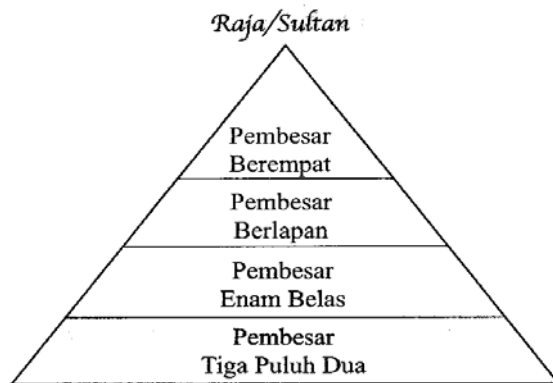 Raja/Sultan
Pembesar
Berempat
Pembesar
Berlapan
Pembesar
Enam Belas
Pembesar
Tiga Puluh Dua